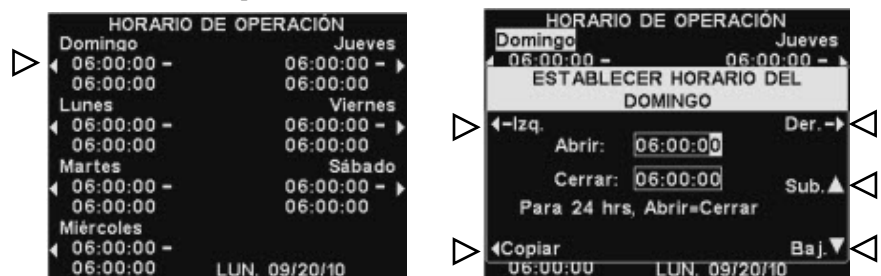 HORARIO DE OPERACIÓN
Domingo Jueves
06:00:00 – 06:00:00 –
06:00:00 06:00:00
Lunes Viernes
06:00:00 – 06:00:00 –
06:00:00 06:00:00
Martes Sábado
06:00:00 – 06:00:00 –
06:00:00 06:00:00
Miércoles
06:00:00 –
06:00:00 LUN. 09/20/10
HORARIO DE OPERACIÓN
Domingo Jueves
06:00:00 – 06:00:00 –
ESTABLECER HORARIO DEL
DOMINGO
–Izq. Der.–
Abrir: 06:00:00
Cerrar: 06:00:00
Sub.
Para 24 hrs, Abrir=Cerrar
Copiar Baj.
06:00:00 LUN. 09/20/10